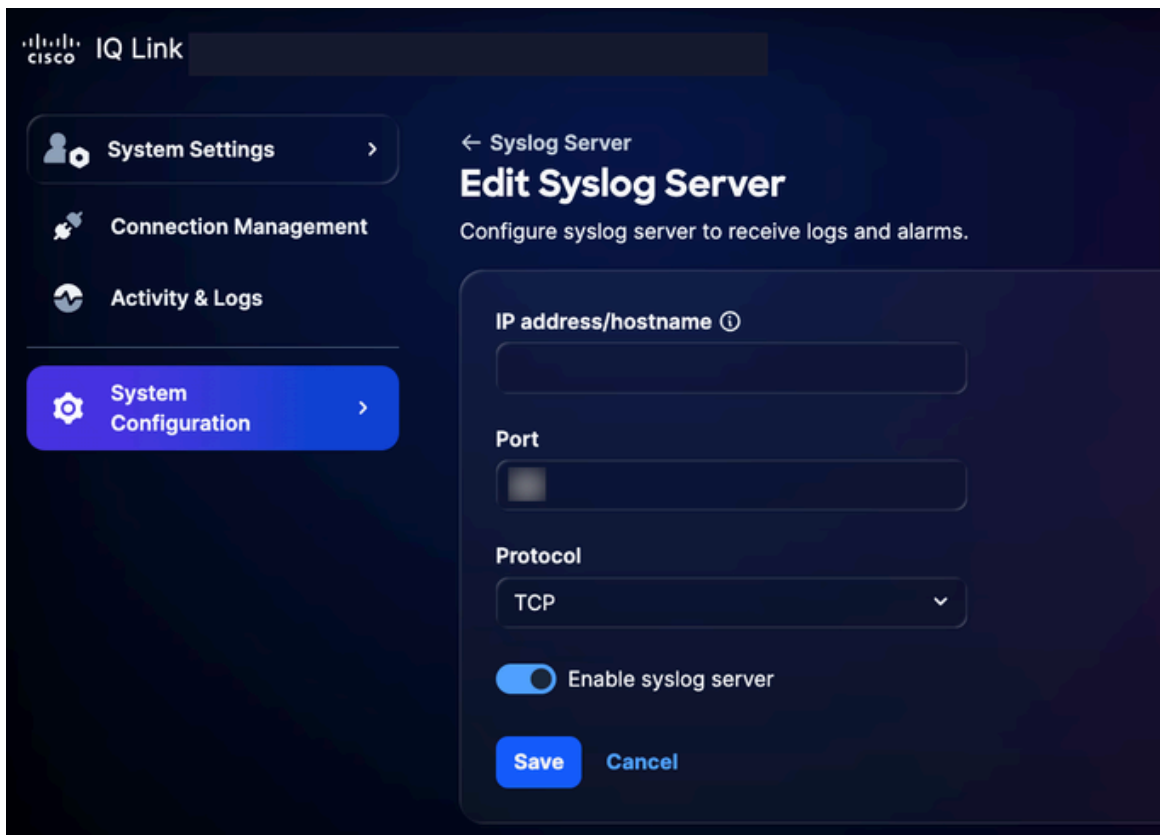 cisco IQ Link
System Settings
Connection Management
Activity & Logs
System
Configuration
← Syslog Server
Edit Syslog Server
Configure syslog server to receive logs and alarms.
IP address/hostname
Port
Protocol
TCP
Enable syslog server
Save Cancel